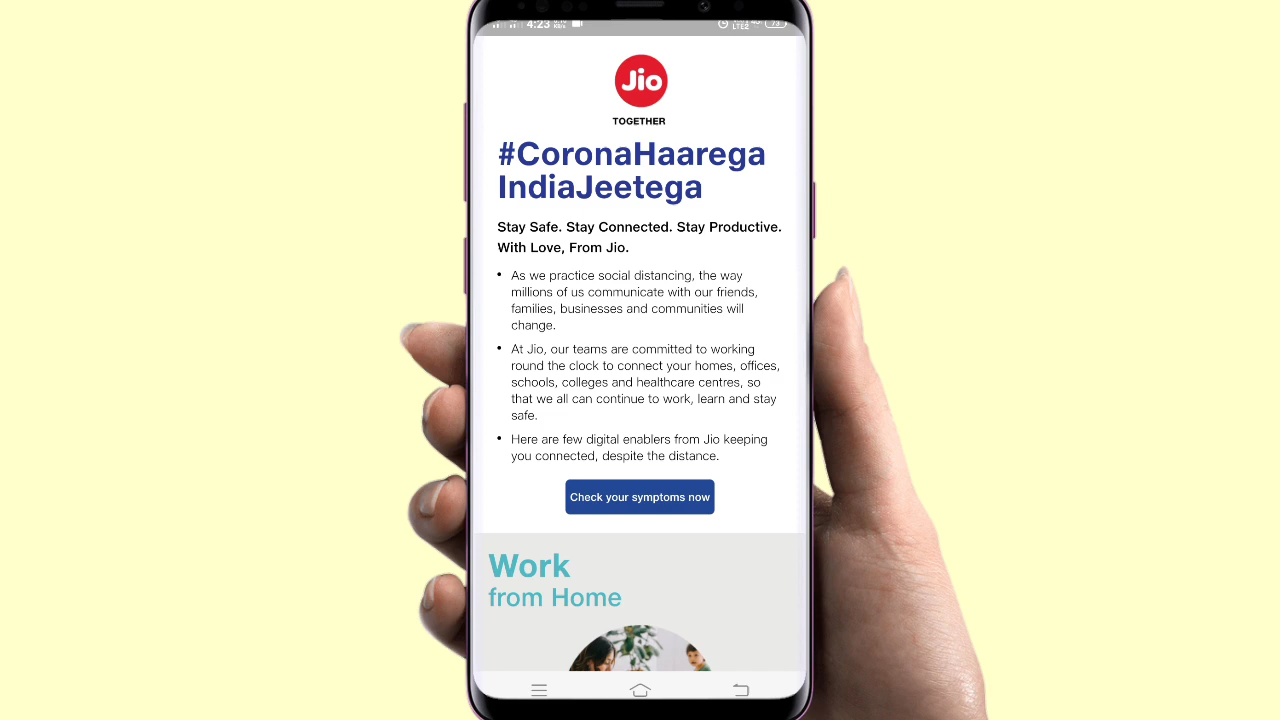 4:23
LTE2
73
Jio
TOGETHER
#CoronaHaarega
IndiaJeetega
Stay Safe. Stay Connected. Stay Productive.
With Love, From Jio.
• As we practice social distancing, the way
millions of us communicate with our friends,
families, businesses and communities will
change.
• At Jio, our teams are committed to working
round the clock to connect your homes, offices,
schools, colleges and healthcare centres, so
that we all can continue to work, learn and stay
safe.
• Here are few digital enablers from Jio keeping
you connected, despite the distance.
Check your symptoms now
Work
from Home